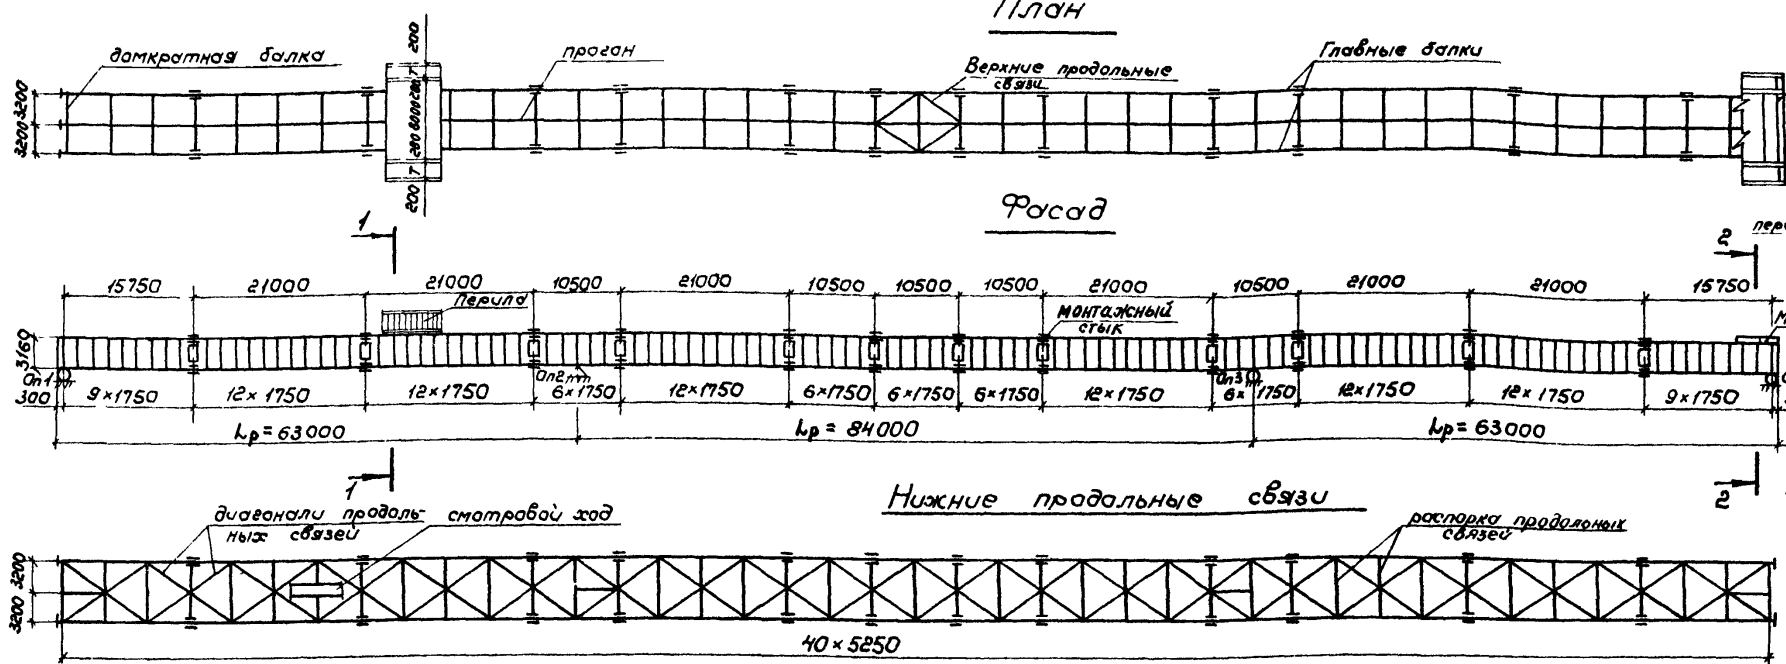 План
домкратная балка
прогон
Верхние продольные
связи
Главные балки
3200
3200
200
200
Фасад
1
2
15750
21000
21000
10500
21000
10500
10500
10500
21000
10500
21000
21000
15750
перила
монтажный
стык
3160
Оп1
Оп2
Оп3
300
9×1750
12×1750
12×1750
6×1750
12×1750
6×1750
6×1750
6×1750
12×1750
6×1750
12×1750
12×1750
9×1750
Lр=63000
Lр=84000
Lр=63000
1
2
Нижние продольные связи
диагонали продоль-
ных связей
смотровой ход
распорка продольных
связей
3200
3200
40×5250